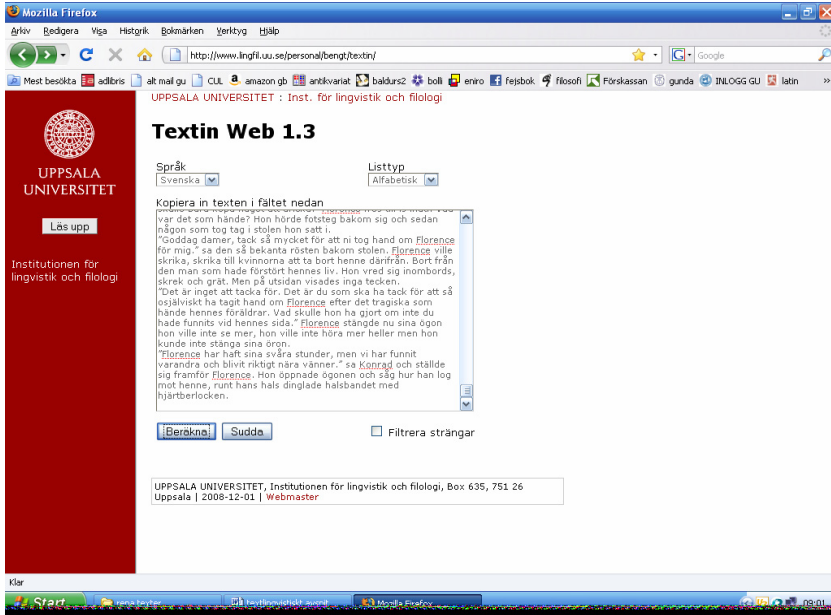 Mozilla Firefox
Arkiv Redigera Visa Historik Bokmärken Verktyg Hjälp
http://www.lingfil.uu.se/personal/bengt/textin/
Google
Mest besökta adlibris alt mail gu CUL amazon gb antikvariat baldurs2 bolli eniro fejsbok filosofi Förskassan gunda INLOGG GU latin »
UPPSALA UNIVERSITET : Inst. för lingvistik och filologi
Textin Web 1.3
Språk Listtyp
Svenska Alfabetisk
UPPSALA
UNIVERSITET
Läs upp
Institutionen för
lingvistik och filologi
Kopiera in texten i fältet nedan
var det som hände? Hon hörde fotsteg bakom sig och sedan
någon som tog tag i stolen hon satt i.
"Goddag damer, tack så mycket för att ni tog hand om Florence
för mig." sa den så bekanta rösten bakom stolen. Florence ville
skrika, skrika till kvinnorna att ta bort henne därifrån. Bort från
den man som hade förstört hennes liv. Hon vred sig inombords,
skrek och grät. Men på utsidan visades inga tecken.
"Det är inget att tacka för. Det är du som ska ha tack för att så
osjälviskt ha tagit hand om Florence efter det tragiska som
hände hennes föräldrar. Vad skulle hon ha gjort om inte du
hade funnits vid hennes sida." Florence stängde nu sina ögon
hon ville inte se mer, hon ville inte höra mer heller men hon
kunde inte stänga sina öron.
"Florence har haft sina svåra stunder, men vi har funnit
varandra och blivit riktigt nära vänner." sa Konrad och ställde
sig framför Florence. Hon öppnade ögonen och såg hur han log
mot henne, runt hans hals dinglade halsbandet med
hjärtberlocken.
Beräkna Sudda Filtrera strängar
UPPSALA UNIVERSITET, Institutionen för lingvistik och filologi, Box 635, 751 26
Uppsala | 2008-12-01 | Webmaster
Klar
Start rena texter textlingvistiskt avsnit... Mozilla Firefox 09:01